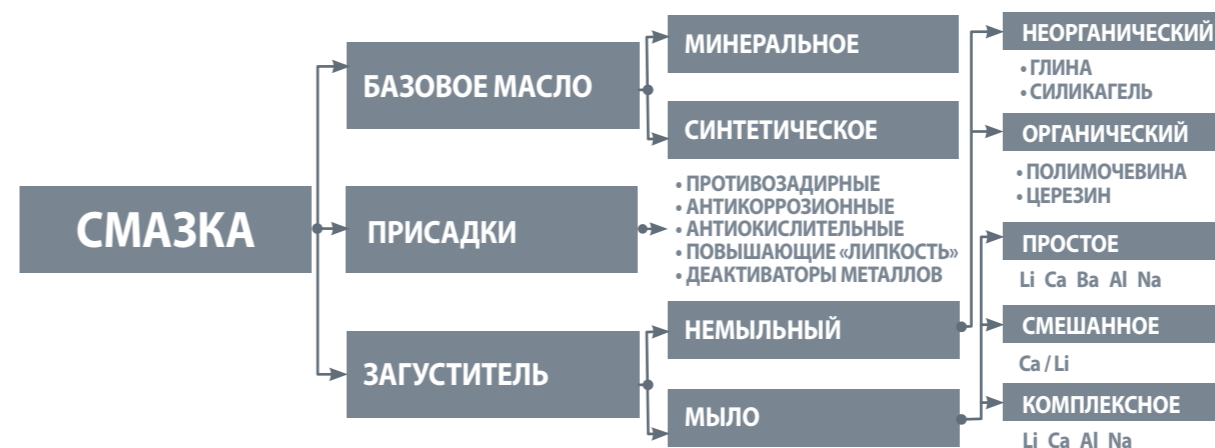 СМАЗКА
БАЗОВОЕ МАСЛО
ПРИСАДКИ
ЗАГУСТИТЕЛЬ
МИНЕРАЛЬНОЕ
СИНТЕТИЧЕСКОЕ
• ПРОТИВОЗАДИРНЫЕ
• АНТИКОРРОЗИОННЫЕ
• АНТИОКИСЛИТЕЛЬНЫЕ
• ПОВЫШАЮЩИЕ «ЛИПКОСТЬ»
• ДЕАКТИВАТОРЫ МЕТАЛЛОВ
НЕМЫЛЬНЫЙ
МЫЛО
НЕОРГАНИЧЕСКИЙ
• ГЛИНА
• СИЛИКАГЕЛЬ
ОРГАНИЧЕСКИЙ
• ПОЛИМОЧЕВИНА
• ЦЕРЕЗИН
ПРОСТОЕ
Li Ca Ba Al Na
СМЕШАННОЕ
Ca / Li
КОМПЛЕКСНОЕ
Li Ca Al Na